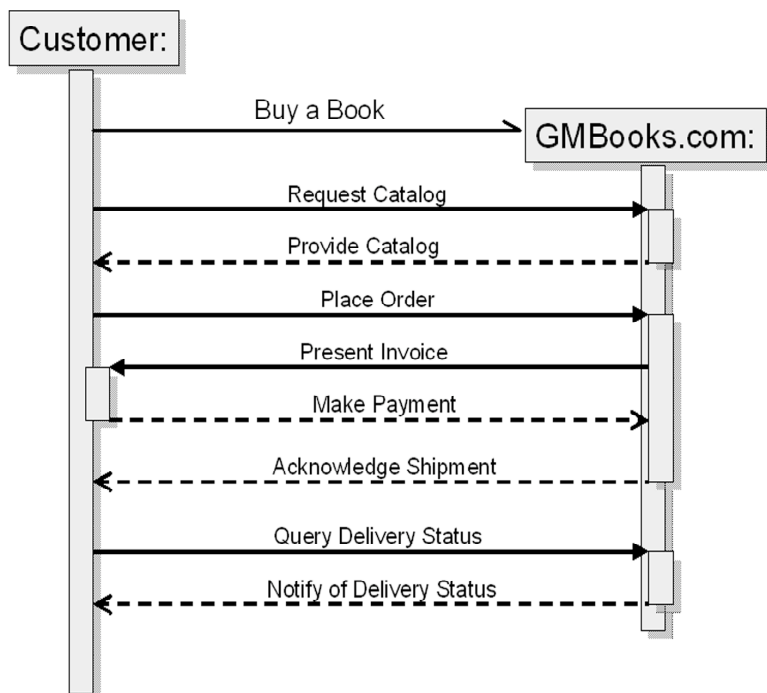 Customer:
Buy a Book
GMBooks.com:
Request Catalog
Provide Catalog
Place Order
Present Invoice
Make Payment
Acknowledge Shipment
Query Delivery Status
Notify of Delivery Status